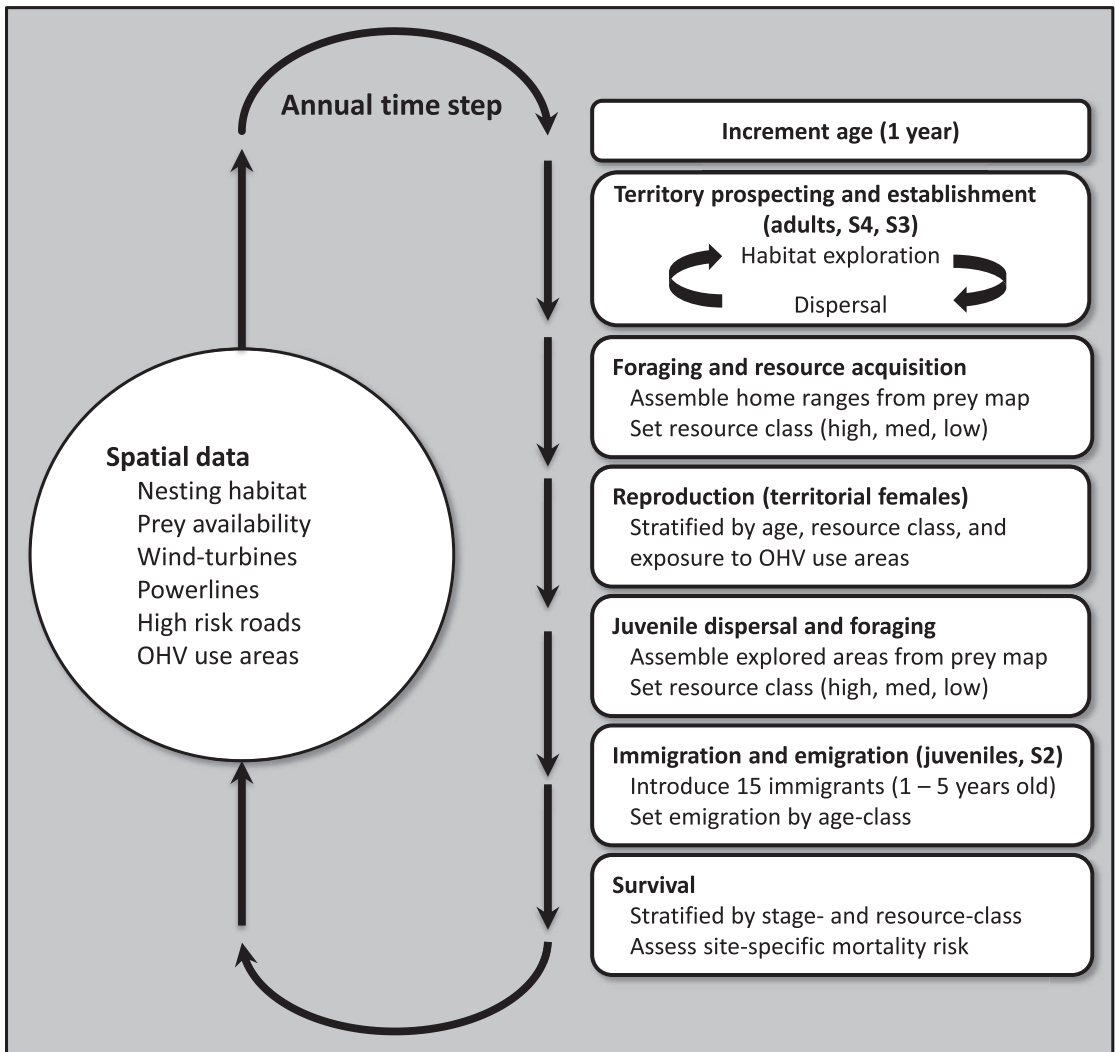 Annual time step
Increment age (1 year)
Territory prospecting and establishment
(adults, S4, S3)
Habitat exploration
Dispersal
Foraging and resource acquisition
Assemble home ranges from prey map
Set resource class (high, med, low)
Reproduction (territorial females)
Stratified by age, resource class, and
exposure to OHV use areas
Juvenile dispersal and foraging
Assemble explored areas from prey map
Set resource class (high, med, low)
Immigration and emigration (juveniles, S2)
Introduce 15 immigrants (1 – 5 years old)
Set emigration by age-class
Survival
Stratified by stage- and resource-class
Assess site-specific mortality risk
Spatial data
Nesting habitat
Prey availability
Wind-turbines
Powerlines
High risk roads
OHV use areas